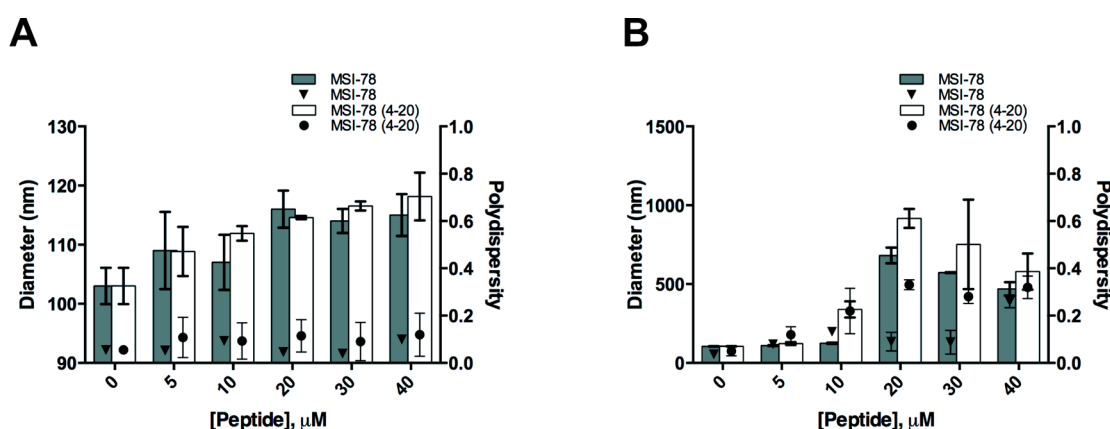 A
MSI-78
MSI-78
MSI-78 (4-20)
MSI-78 (4-20)
130
120
110
100
90
Diameter (nm)
1.0
0.8
0.6
0.4
0.2
0.0
Polydispersity
0
5
10
20
30
40
[Peptide], μM
B
MSI-78
MSI-78
MSI-78 (4-20)
MSI-78 (4-20)
1500
1000
500
0
Diameter (nm)
1.0
0.8
0.6
0.4
0.2
0.0
Polydispersity
0
5
10
20
30
40
[Peptide], μM